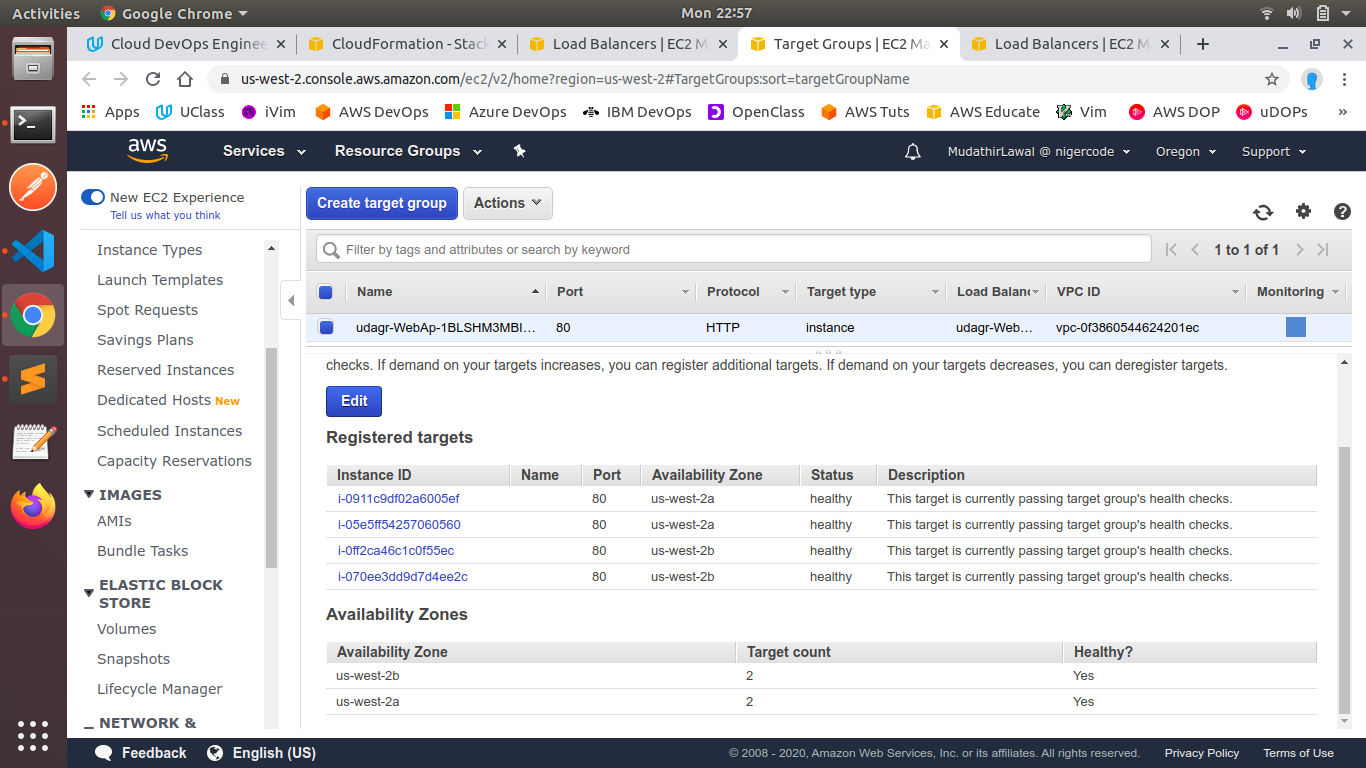 Activities Google Chrome Mon 22:57
Cloud DevOps Enginee CloudFormation - Stack Load Balancers | EC2 M Target Groups | EC2 Ma Load Balancers | EC2 M
us-west-2.console.aws.amazon.com/ec2/v2/home?region=us-west-2#TargetGroups:sort=targetGroupName
Apps UClass iVim AWS DevOps Azure DevOps IBM DevOps OpenClass AWS Tuts AWS Educate Vim AWS DOP uDOPs »
aws Services Resource Groups MudathirLawal @ nigercode Oregon Support
New EC2 Experience
Tell us what you think
Instance Types
Launch Templates
Spot Requests
Savings Plans
Reserved Instances
Dedicated Hosts New
Scheduled Instances
Capacity Reservations
IMAGES
AMIs
Bundle Tasks
ELASTIC BLOCK
STORE
Volumes
Snapshots
Lifecycle Manager
NETWORK &
Create target group Actions
Filter by tags and attributes or search by keyword 1 to 1 of 1
Name Port Protocol Target type Load Balanc VPC ID Monitoring
udagr-WebAp-1BLSHM3MBI... 80 HTTP instance udagr-Web... vpc-0f3860544624201ec
checks. If demand on your targets increases, you can register additional targets. If demand on your targets decreases, you can deregister targets.
Edit
Registered targets
Instance ID Name Port Availability Zone Status Description
i-0911c9df02a6005ef 80 us-west-2a healthy This target is currently passing target group's health checks.
i-05e5ff54257060560 80 us-west-2a healthy This target is currently passing target group's health checks.
i-0ff2ca46c1c0f55ec 80 us-west-2b healthy This target is currently passing target group's health checks.
i-070ee3dd9d7d4ee2c 80 us-west-2b healthy This target is currently passing target group's health checks.
Availability Zones
Availability Zone Target count Healthy?
us-west-2b 2 Yes
us-west-2a 2 Yes
Feedback English (US) © 2008 - 2020, Amazon Web Services, Inc. or its affiliates. All rights reserved. Privacy Policy Terms of Use